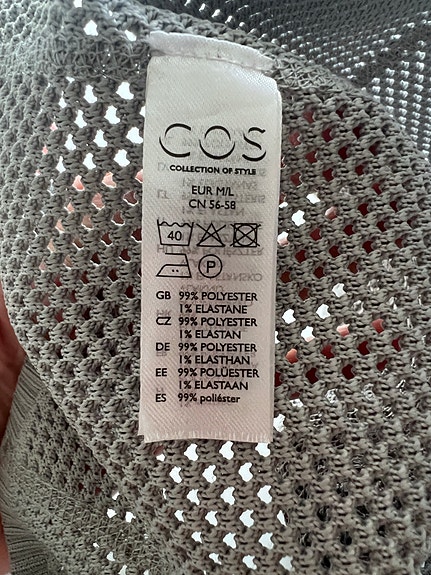 COS
COLLECTION OF STYLE
EUR M/L
CN 56-58
40
P
GB 99% POLYESTER
1% ELASTANE
CZ 99% POLYESTER
1% ELASTAN
DE 99% POLYESTER
1% ELASTHAN
EE 99% POLÜESTER
1% ELASTAAN
ES 99% poliéster